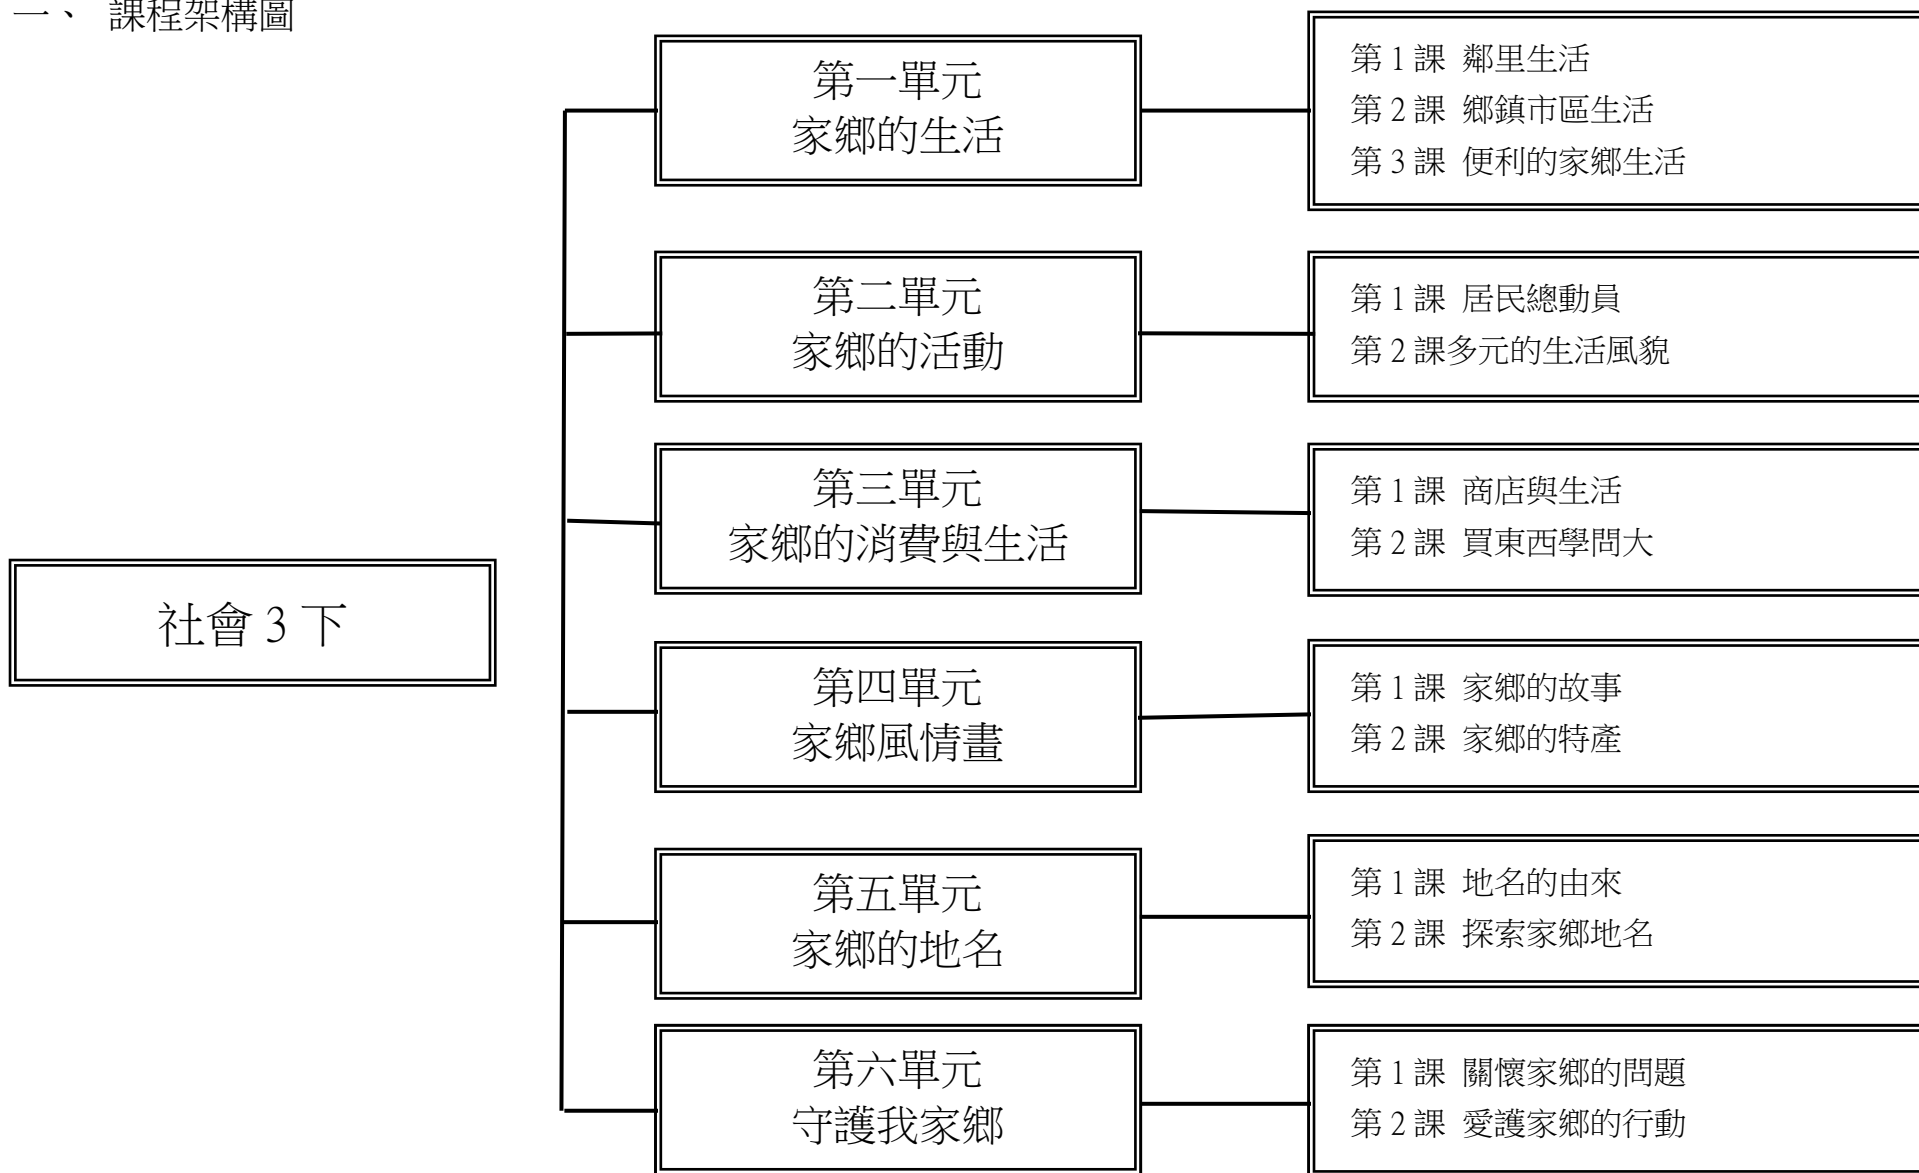 一、 課程架構圖
社會3下
第一單元
家鄉的生活
第1課 鄰里生活
第2課 鄉鎮市區生活
第3課 便利的家鄉生活
第二單元
家鄉的活動
第1課 居民總動員
第2課多元的生活風貌
第三單元
家鄉的消費與生活
第1課 商店與生活
第2課 買東西學問大
第四單元
家鄉風情畫
第1課 家鄉的故事
第2課 家鄉的特產
第五單元
家鄉的地名
第1課 地名的由來
第2課 探索家鄉地名
第六單元
守護我家鄉
第1課 關懷家鄉的問題
第2課 愛護家鄉的行動